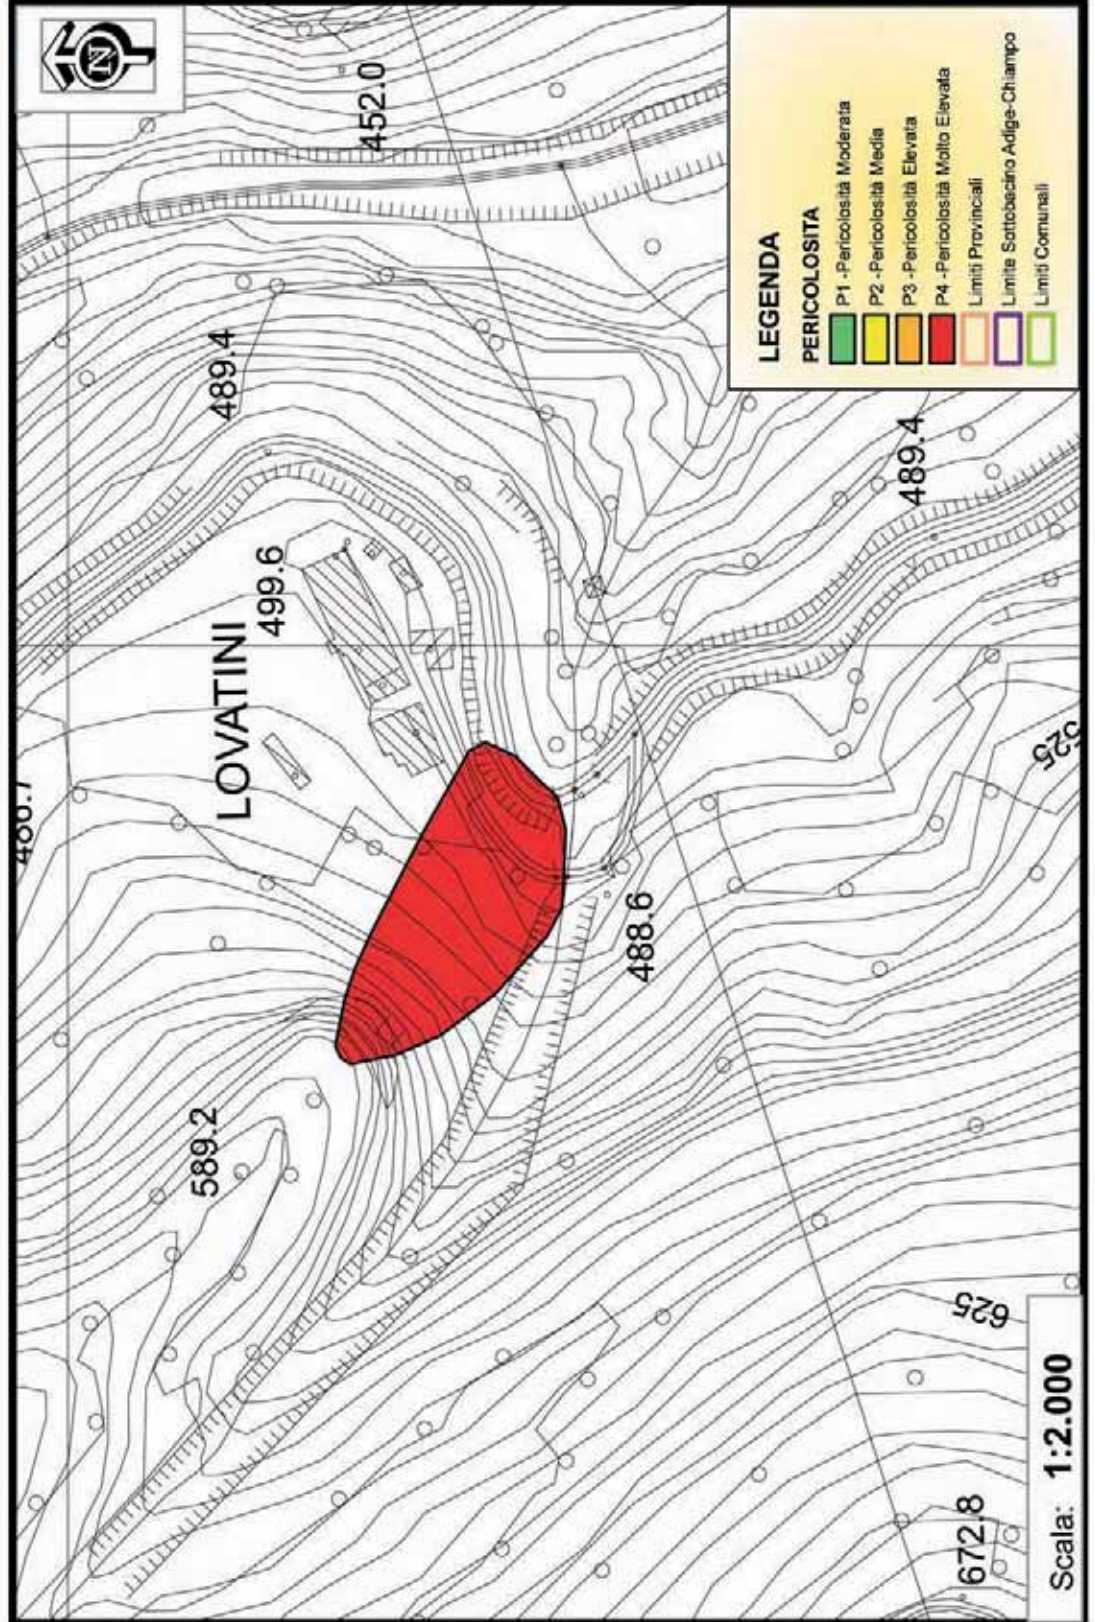 N
589.2
LOVATINI
499.6
489.4
452.0
488.6
489.4
525
625
672.8
Scala: 1:2.000
LEGENDA
PERICOLOSITA
P1 -Pericolosità Moderata
P2 -Pericolosità Media
P3 -Pericolosità Elevata
P4 -Pericolosità Molto Elevata
Limiti Provinciali
Limite Sottobacino Adige-Chiampo
Limiti Comunali